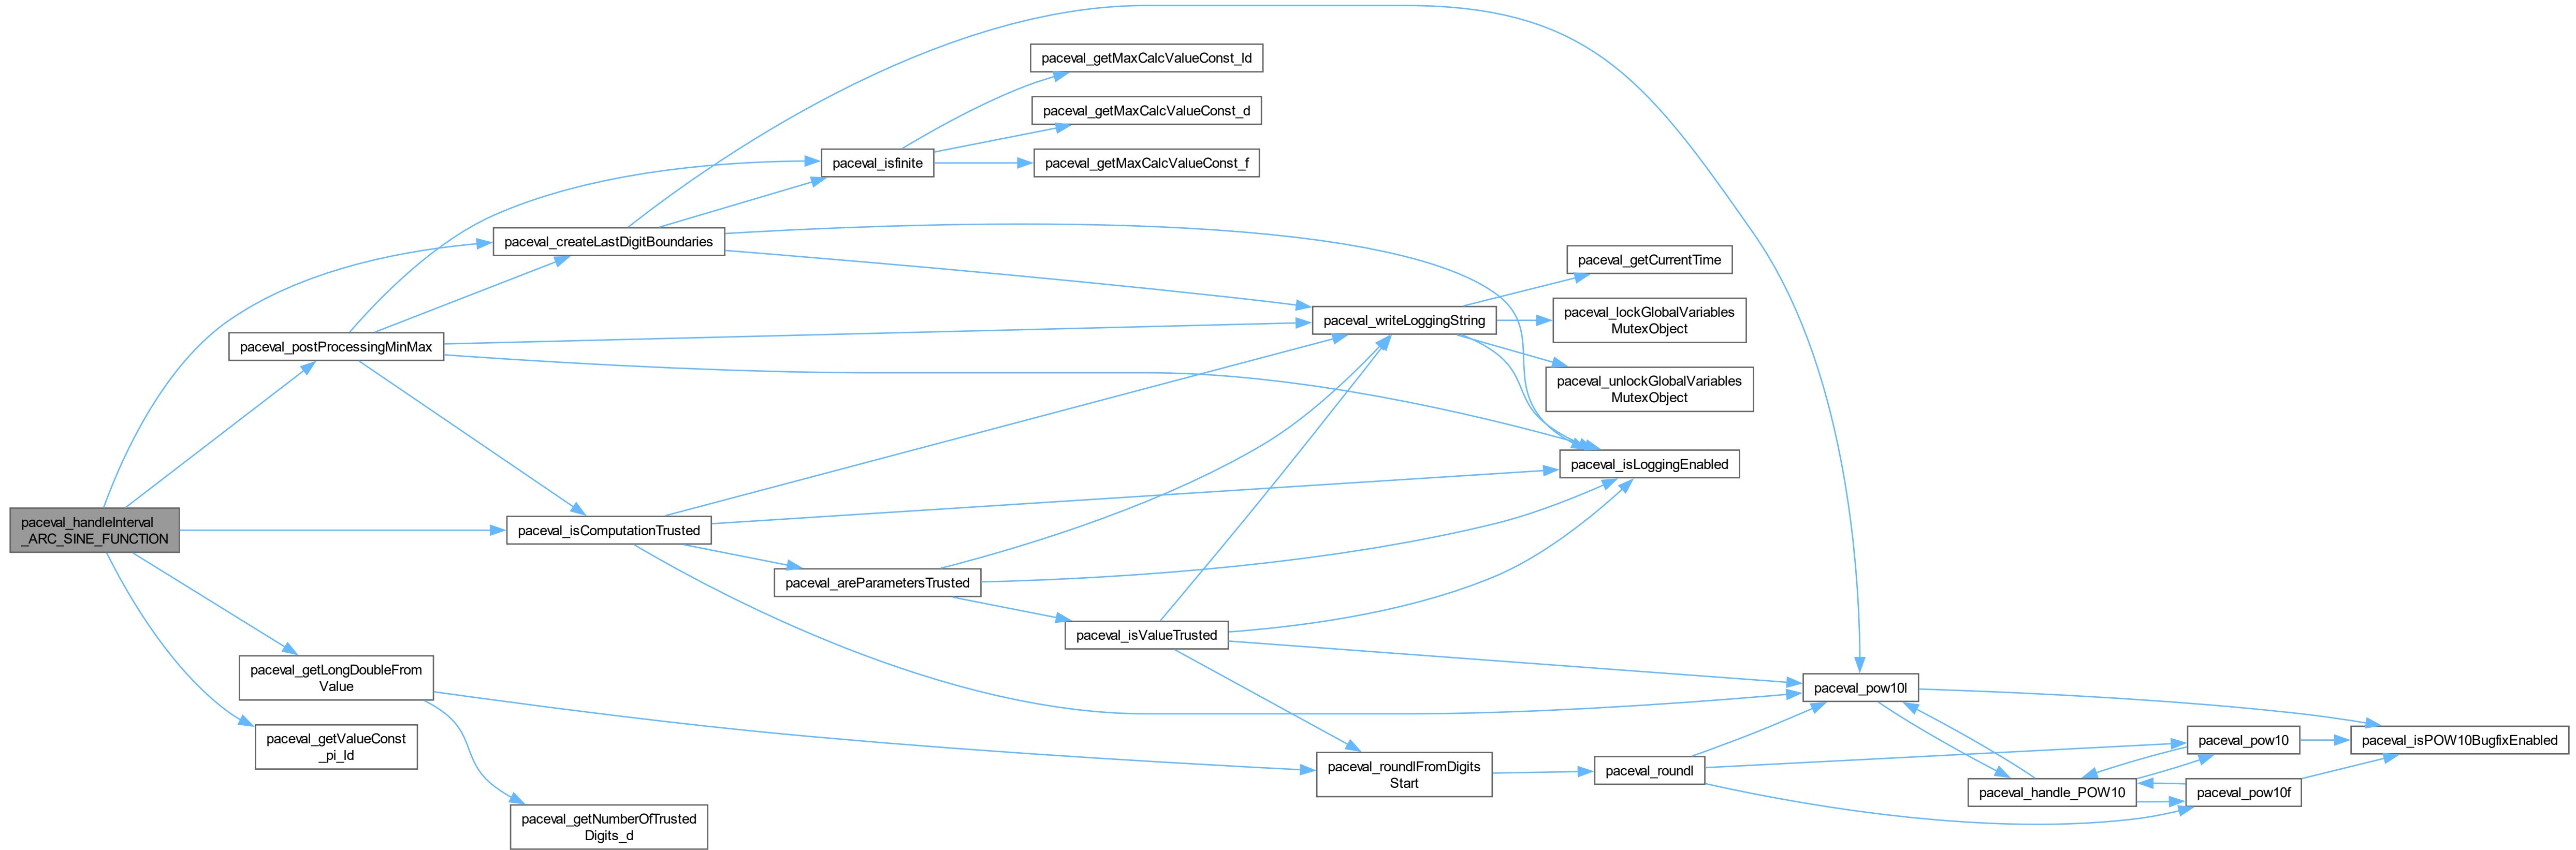 paceval_getMaxCalcValueConst_ld
paceval_getMaxCalcValueConst_d
paceval_isfinite
paceval_getMaxCalcValueConst_f
paceval_createLastDigitBoundaries
paceval_getCurrentTime
paceval_lockGlobalVariables
MutexObject
paceval_writeLoggingString
paceval_postProcessingMinMax
paceval_unlockGlobalVariables
MutexObject
paceval_isLoggingEnabled
paceval_handleInterval
_ARC_SINE_FUNCTION
paceval_isComputationTrusted
paceval_areParametersTrusted
paceval_isValueTrusted
paceval_getLongDoubleFrom
Value
paceval_pow10l
paceval_getValueConst
_pi_ld
paceval_pow10
paceval_isPOW10BugfixEnabled
paceval_roundlFromDigits
Start
paceval_roundl
paceval_handle_POW10
paceval_pow10f
paceval_getNumberOfTrusted
Digits_d